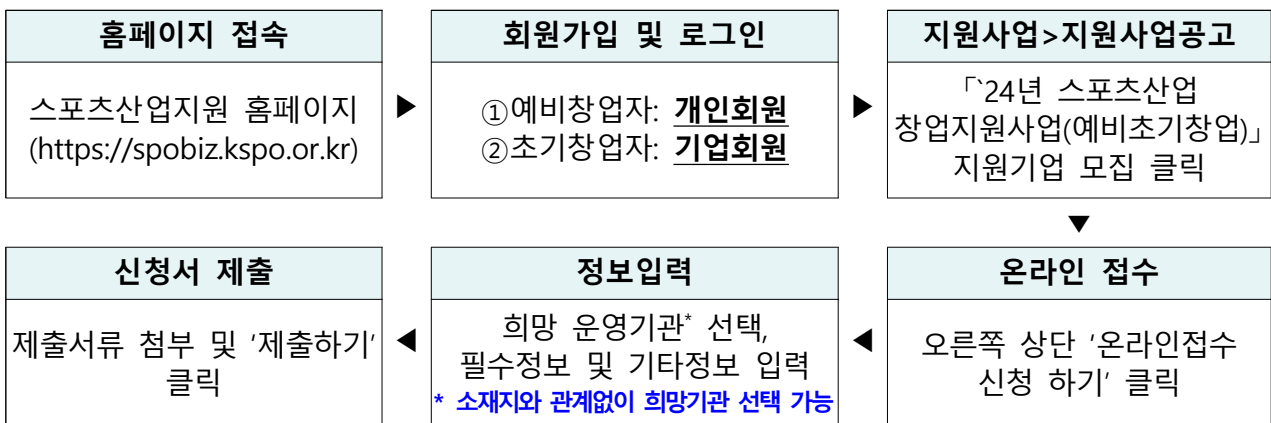 홈페이지 접속
스포츠산업지원 홈페이지
(https://spobiz.kspo.or.kr)
▶
회원가입 및 로그인
①예비창업자: 개인회원
②초기창업자: 기업회원
▶
지원사업>지원사업공고
「`24년 스포츠산업
창업지원사업(예비초기창업)」
지원기업 모집 클릭
▼
온라인 접수
오른쪽 상단 '온라인접수
신청 하기' 클릭
◀
정보입력
희망 운영기관* 선택,
필수정보 및 기타정보 입력
* 소재지와 관계없이 희망기관 선택 가능
◀
신청서 제출
제출서류 첨부 및 '제출하기'
클릭